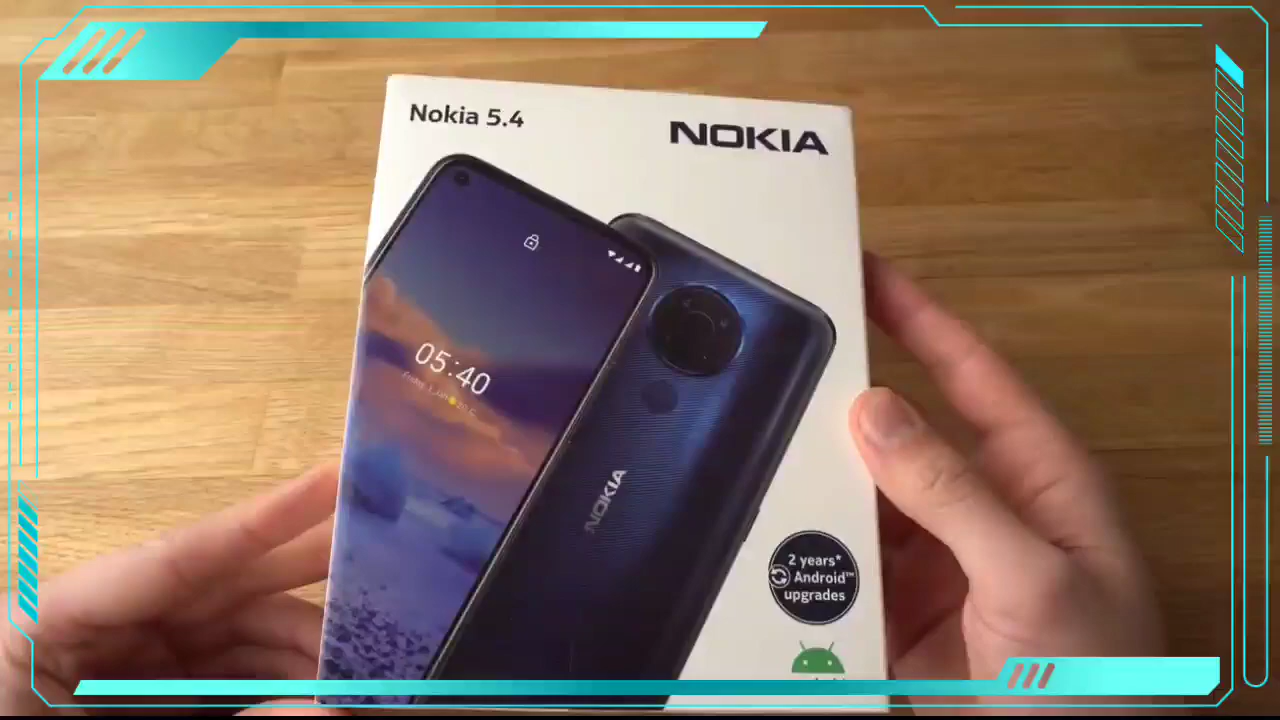 Nokia 5.4
NOKIA
05:40
NOKIA
2 years*
Android™
upgrades